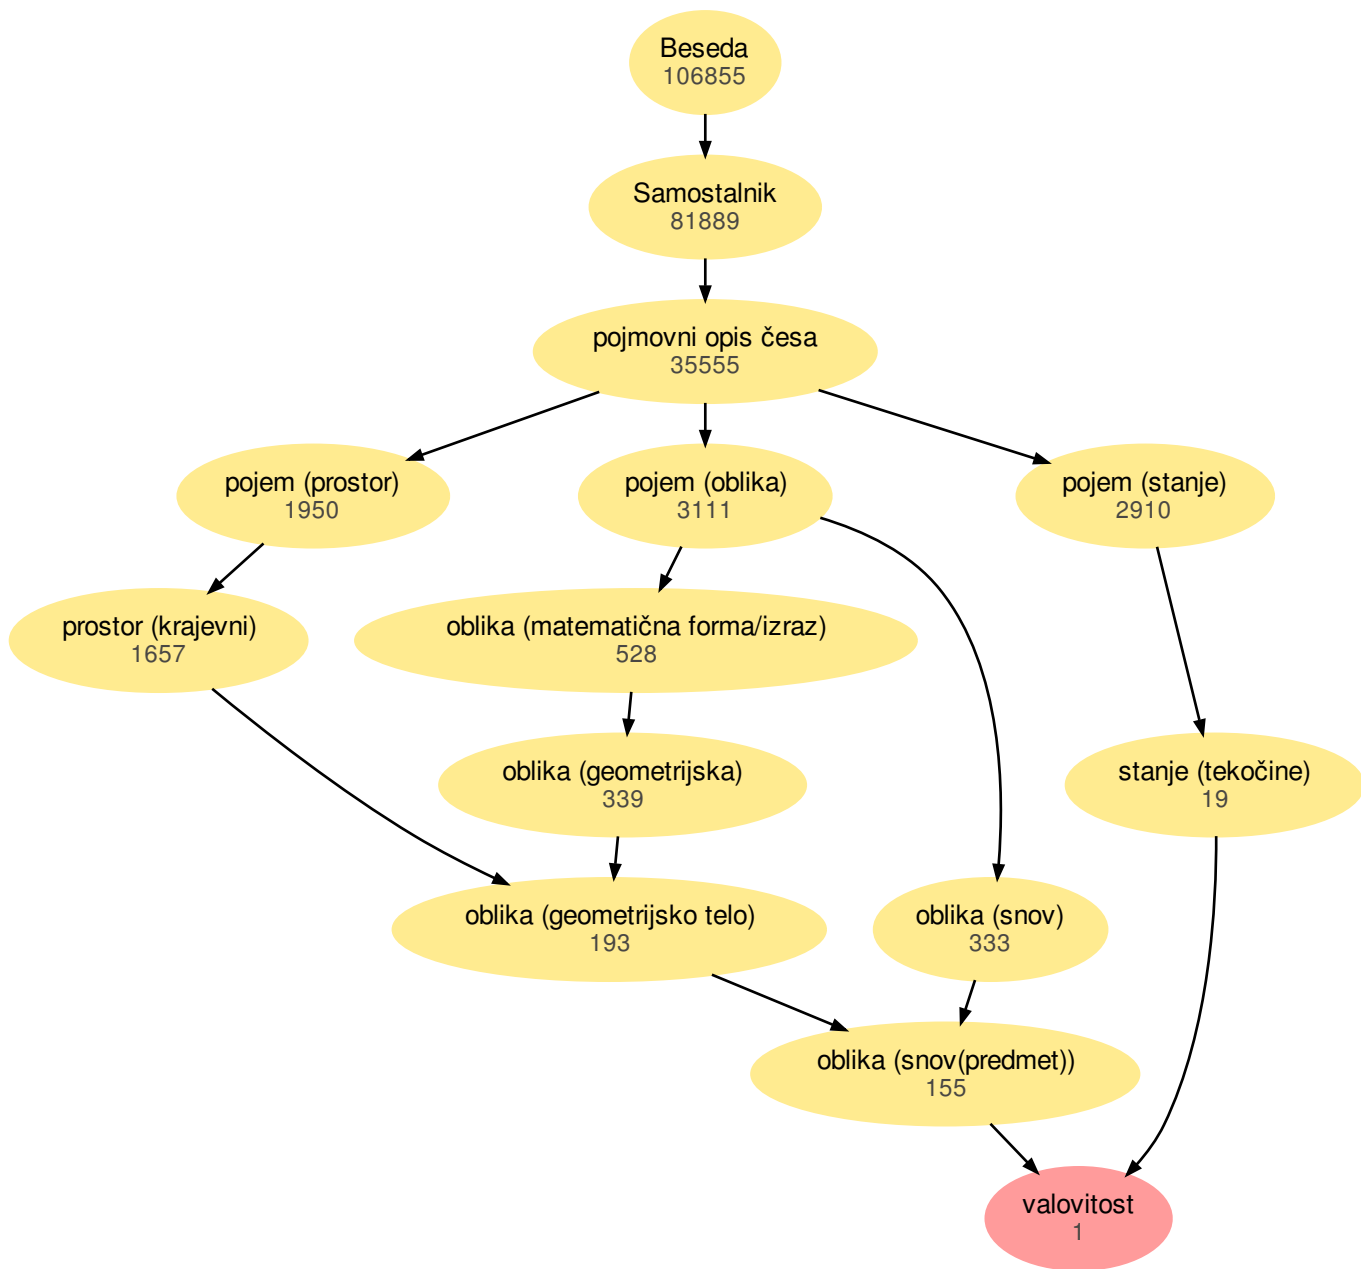 Beseda
106855
Samostalnik
81889
pojmovni opis česa
35555
pojem (prostor)
1950
pojem (oblika)
3111
pojem (stanje)
2910
prostor (krajevni)
1657
oblika (matematična forma/izraz)
528
oblika (geometrijska)
339
stanje (tekočine)
19
oblika (geometrijsko telo)
193
oblika (snov)
333
oblika (snov(predmet))
155
valovitost
1